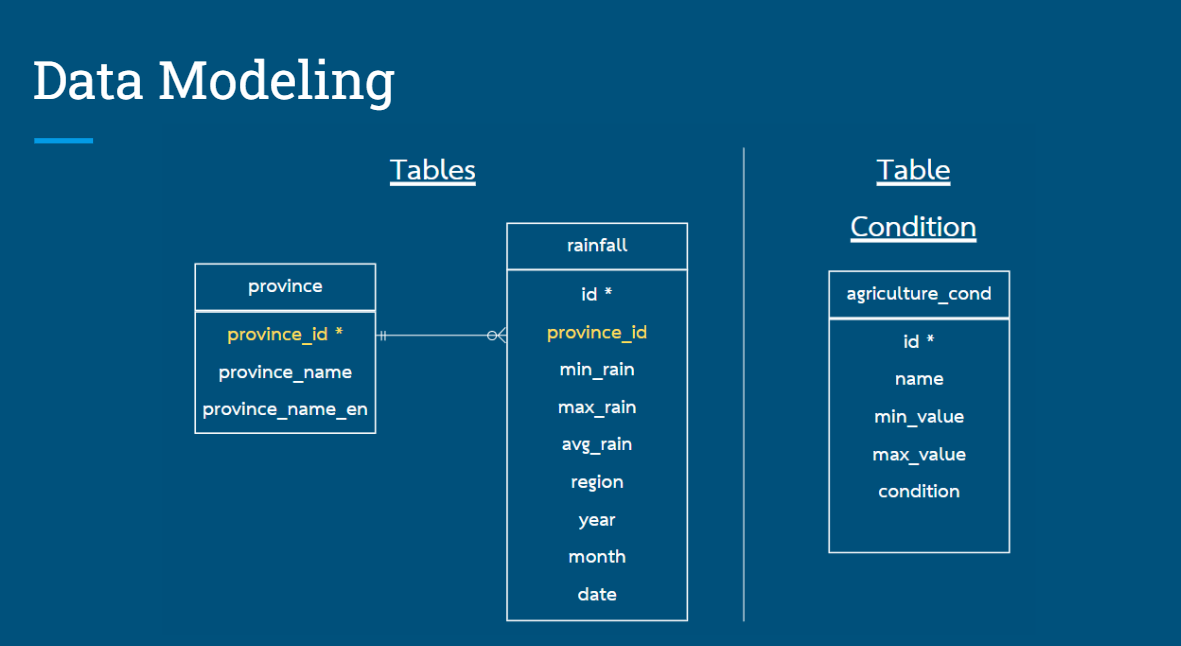 Data Modeling
Tables
province
province_id *
province_name
province_name_en
rainfall
id *
province_id
min_rain
max_rain
avg_rain
region
year
month
date
Table
Condition
agriculture_cond
id *
name
min_value
max_value
condition